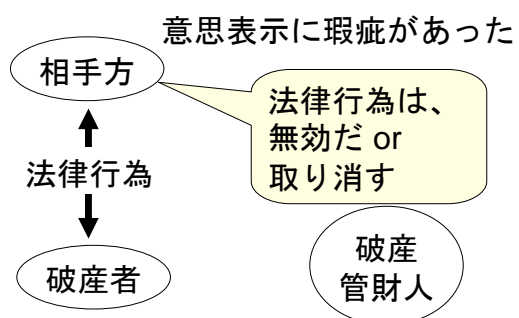 意思表示に瑕疵があった
相手方
法律行為は、
無効だ or
取り消す
法律行為
破産者
破産
管財人